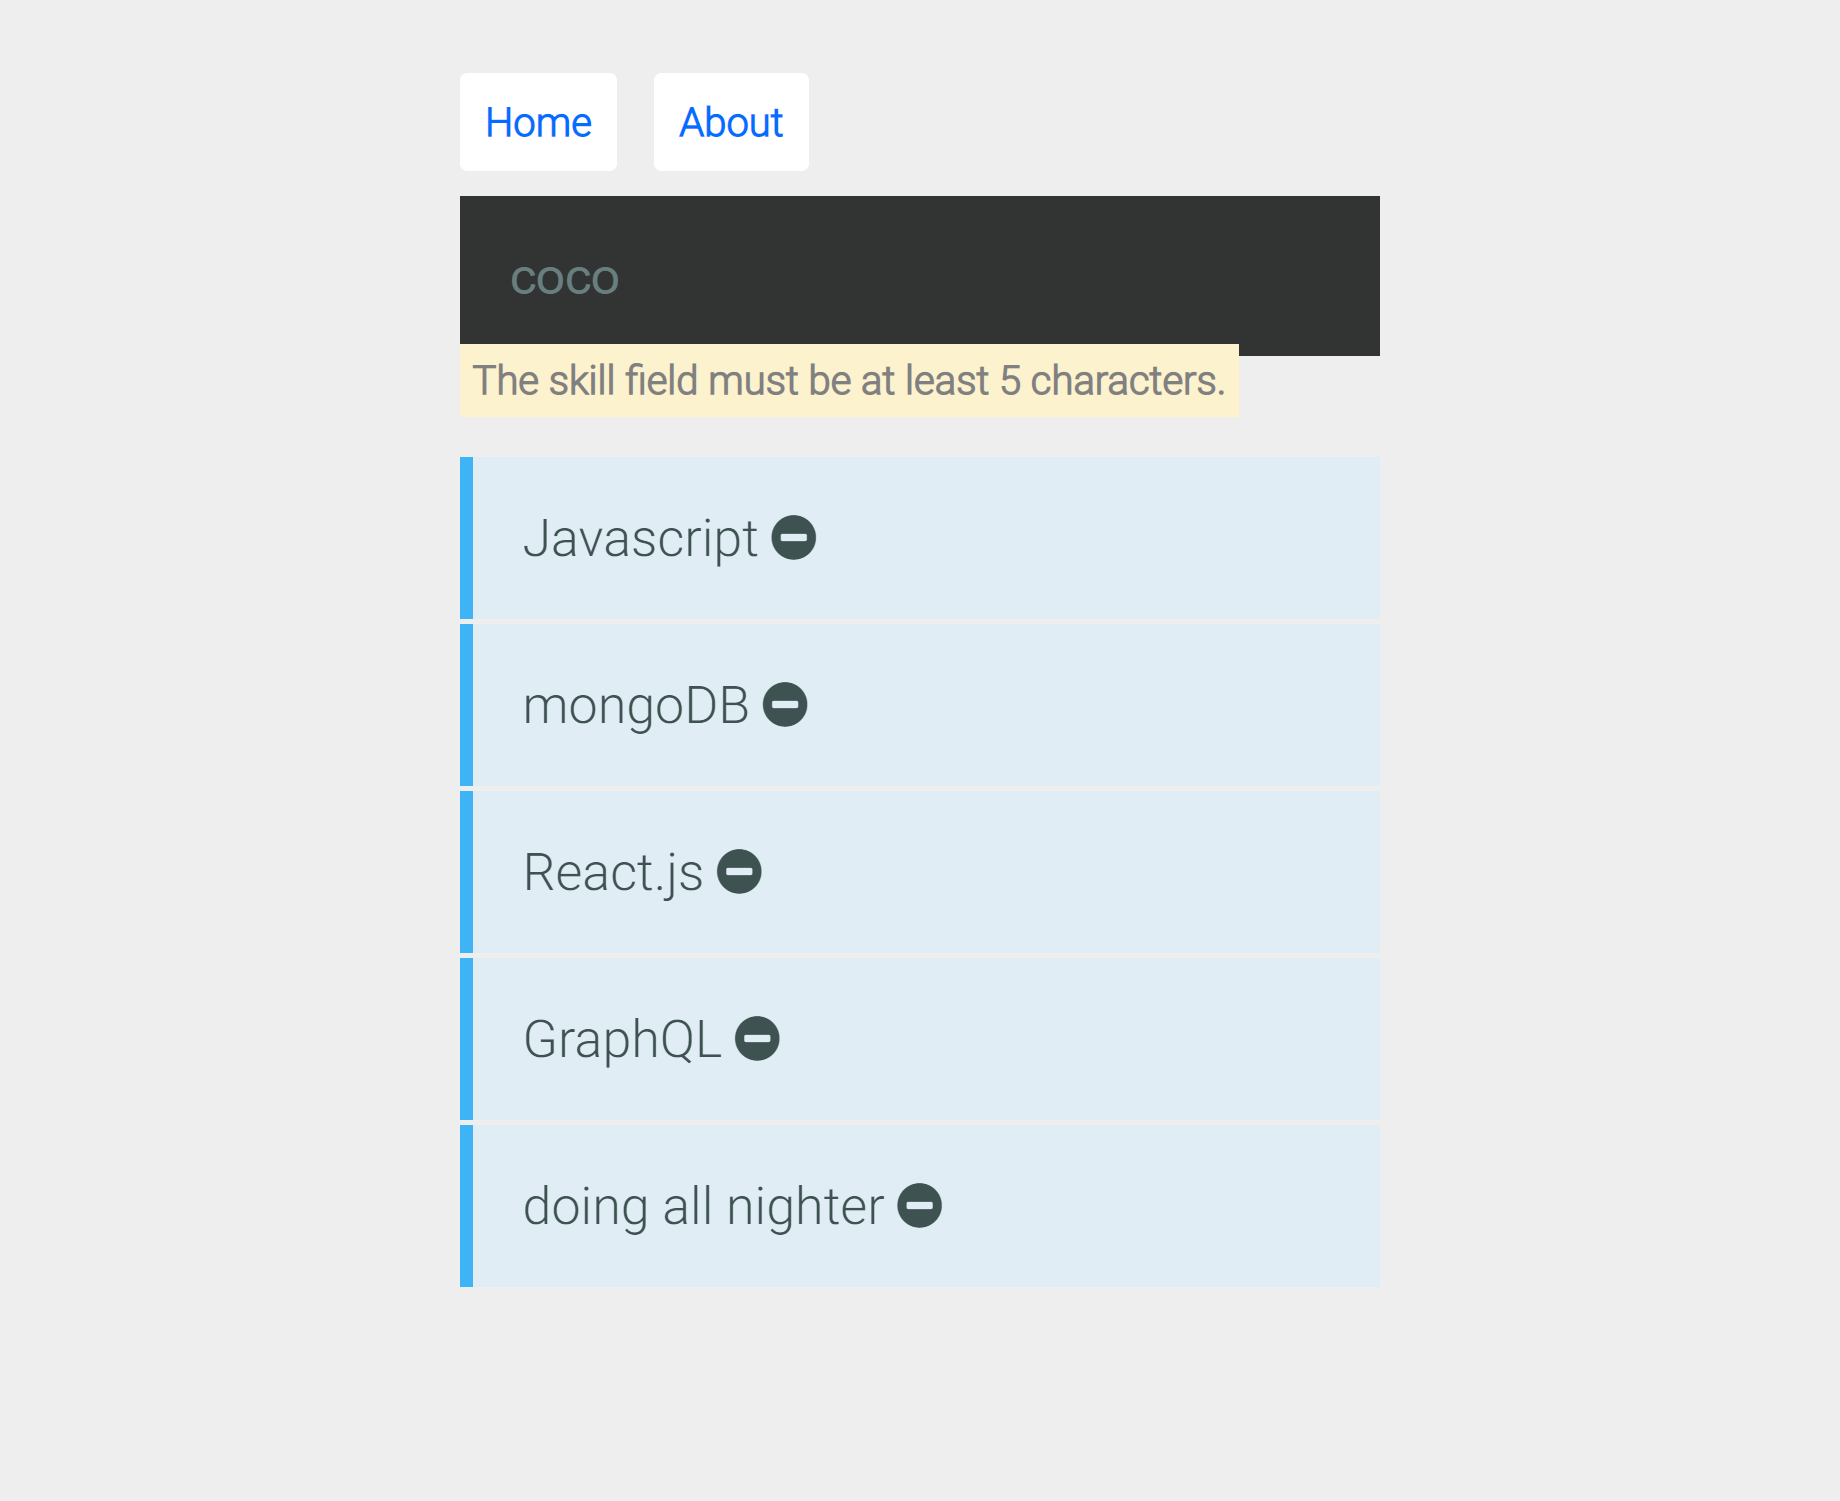 Home About
coco
The skill field must be at least 5 characters.
Javascript
mongoDB
React.js
GraphQL
doing all nighter